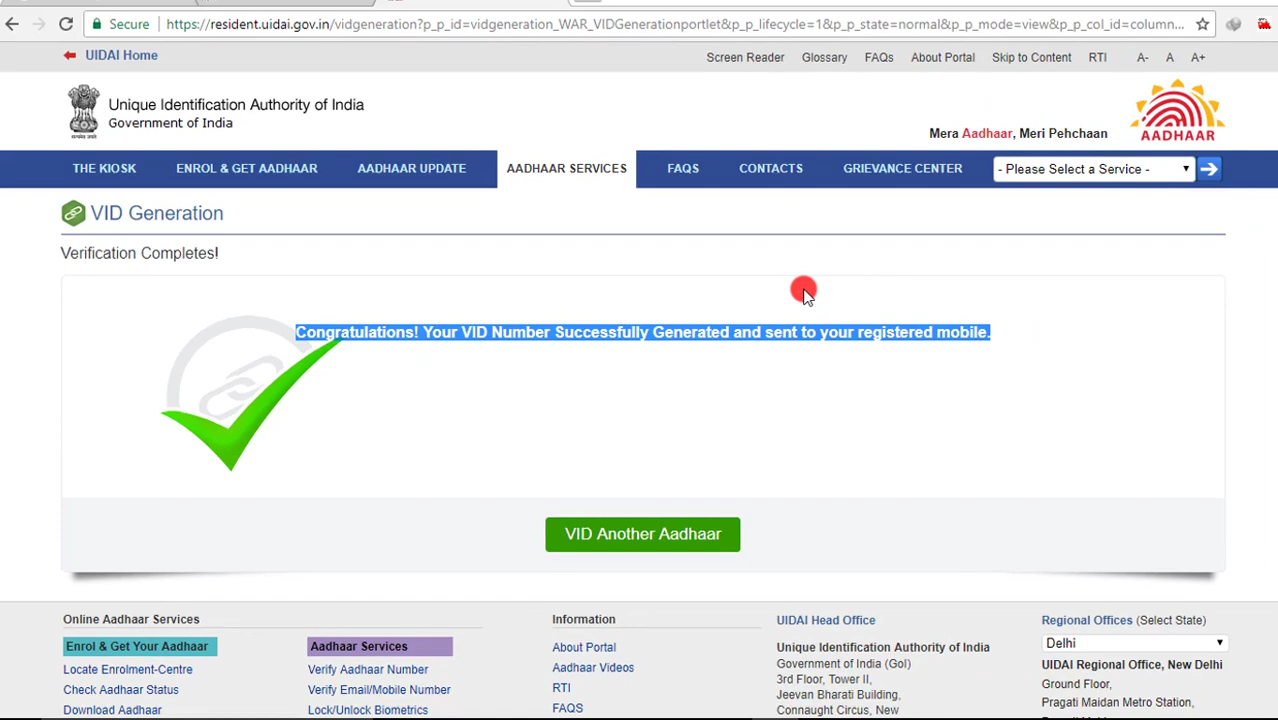 Secure https://resident.uidai.gov.in/vidgeneration?p_p_id=vidgeneration_WAR_VIDGenerationportlet&p_p_lifecycle=1&p_p_state=normal&p_p_mode=view&p_p_col_id=column...
UIDAI Home Screen Reader Glossary FAQs About Portal Skip to Content RTI A- A A+
Unique Identification Authority of India
Government of India
Mera Aadhaar, Meri Pehchaan
AADHAAR
THE KIOSK ENROL & GET AADHAAR AADHAAR UPDATE AADHAAR SERVICES FAQS CONTACTS GRIEVANCE CENTER - Please Select a Service -
VID Generation
Verification Completes!
Congratulations! Your VID Number Successfully Generated and sent to your registered mobile.
VID Another Aadhaar
Online Aadhaar Services
Enrol & Get Your Aadhaar
Locate Enrolment-Centre
Check Aadhaar Status
Download Aadhaar
Aadhaar Services
Verify Aadhaar Number
Verify Email/Mobile Number
Lock/Unlock Biometrics
Information
About Portal
Aadhaar Videos
RTI
FAQS
UIDAI Head Office
Unique Identification Authority of India
Government of India (GoI)
3rd Floor, Tower II,
Jeevan Bharati Building,
Connaught Circus, New
Regional Offices (Select State)
Delhi
UIDAI Regional Office, New Delhi
Ground Floor,
Pragati Maidan Metro Station,